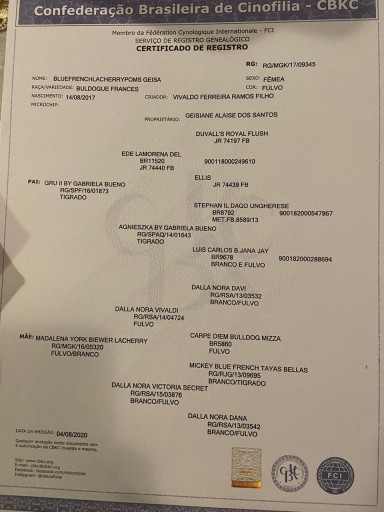 Confederação Brasileira de Cinofilia - CBKC
Membro da Fédération Cynologique Internationale - FCI
SERVIÇO DE REGISTRO GENEALÓGICO
CERTIFICADO DE REGISTRO
RG: RG/MGK/17/09345
NOME: BLUEFRENCHLACHERRYPOMS GEISA
SEXO: FÊMEA
RAÇA/VARIEDADE: BULDOGUE FRANCES
COR: FULVO
NASCIMENTO: 14/08/2017
CRIADOR: VIVALDO FERREIRA RAMOS FILHO
MICROCHIP:
PROPRIETÁRIO: GEISIANE ALAISE DOS SANTOS
DUVALL'S ROYAL FLUSH
JR 74197 FB
EDE LAMORENA DEL
BR11520 900118000249610
JR 74440 FB
ELLIS
JR 74439 FB
PAI: GRU II BY GABRIELA BUENO
RG/SPF/16/01873
TIGRADO
STEPHAN IL DAGO UNGHERESE
BR8792 900182000547867
MET.FB.8589/13
AGNIESZKA BY GABRIELA BUENO
RG/SPAQ/14/01643
TIGRADO
LUIS CARLOS B.JANA JAY
BR9678 900182000288694
BRANCO E FULVO
DALLA NORA DAVI
RG/RSA/13/03532
BRANCO/FULVO
DALLA NORA VIVALDI
RG/RSA/14/04724
FULVO
CARPE DIEM BULLDOG MIZZA
BR5860
FULVO
MÃE: MADALENA YORK BIEWER LACHERRY
RG/MGK/16/05320
FULVO/BRANCO
MICKEY BLUE FRENCH TAYAS BELLAS
RG/RJG/13/09695
BRANCO/TIGRADO
DALLA NORA VICTORIA SECRET
RG/RSA/15/03876
BRANCO/FULVO
DALLA NORA DANA
RG/RSA/13/03542
BRANCO/FULVO
DATA DA EMISSÃO: 04/08/2020
Qualquer anotação neste documento sem
a autorização da CBKC invalida o mesmo.
Site: www.cbkc.org
E-mail: cbkc@cbkc.org
Facebook: facebook.com/cbkcoficial
Instagram: @cbkcoficial
FCI